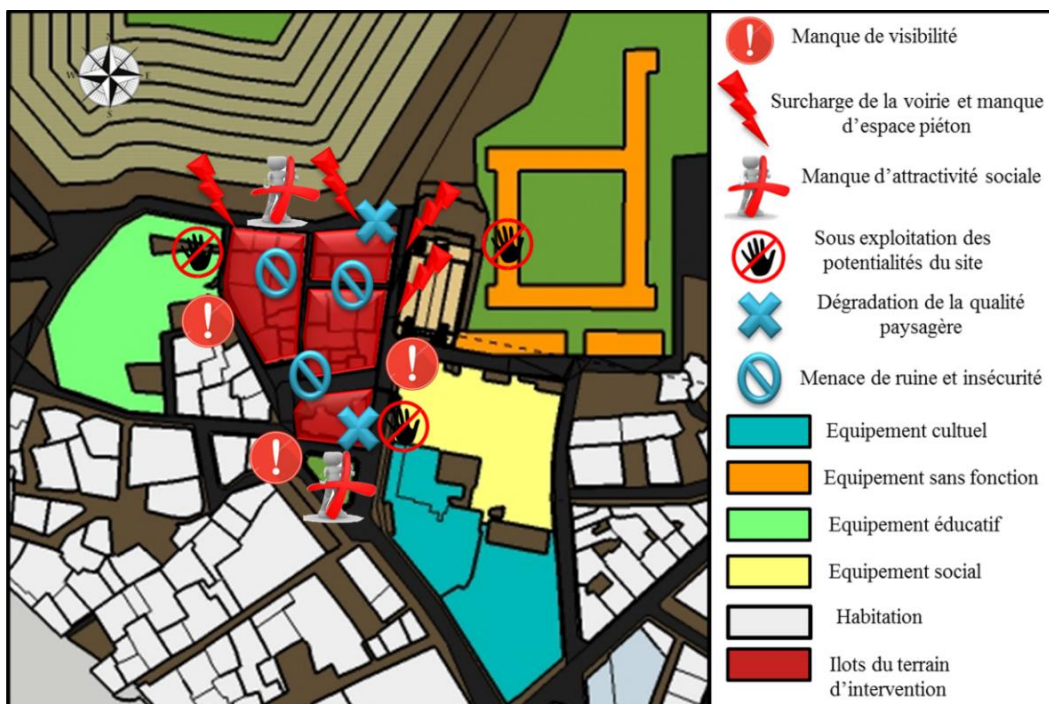 N
W
E
S
Manque de visibilité
Surcharge de la voirie et manque
d’espace piéton
Manque d’attractivité sociale
Sous exploitation des
potentialités du site
Dégradation de la qualité
paysagère
Menace de ruine et insécurité
Equipement cultuel
Equipement sans fonction
Equipement éducatif
Equipement social
Habitation
Ilots du terrain
d’intervention